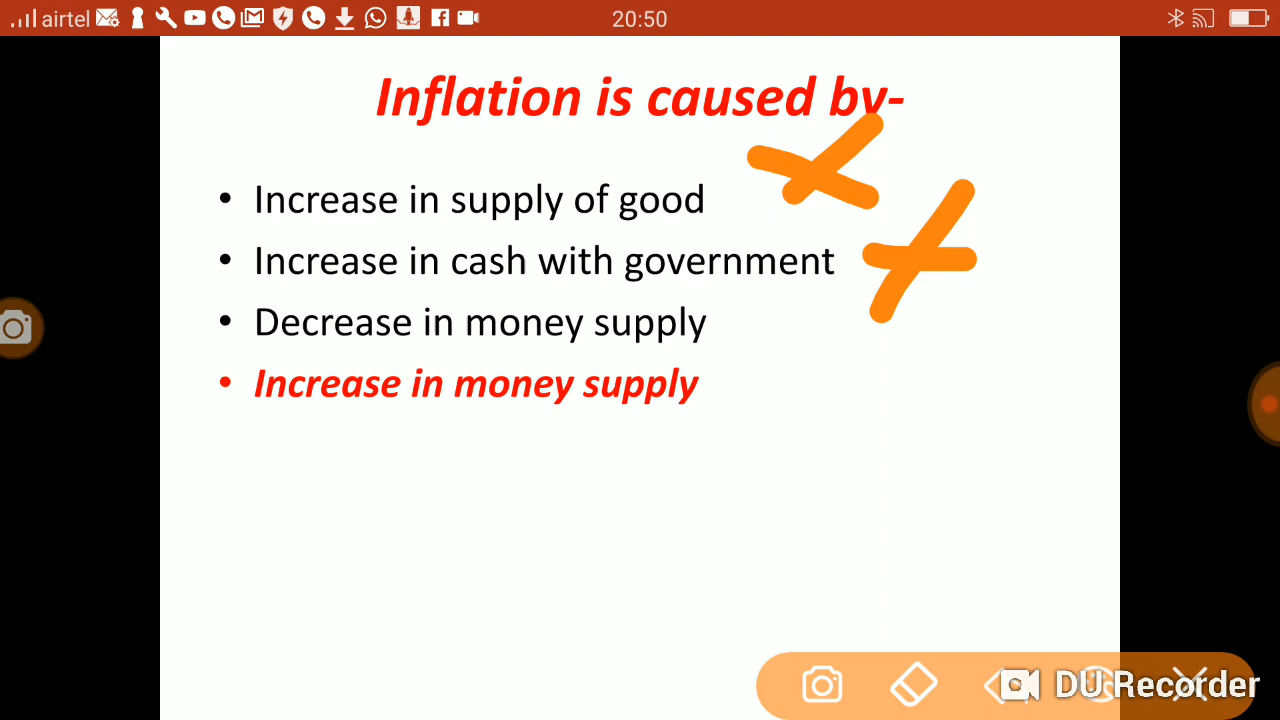 airtel
20:50
Inflation is caused by-
• Increase in supply of good
• Increase in cash with government
• Decrease in money supply
• Increase in money supply
DU Recorder